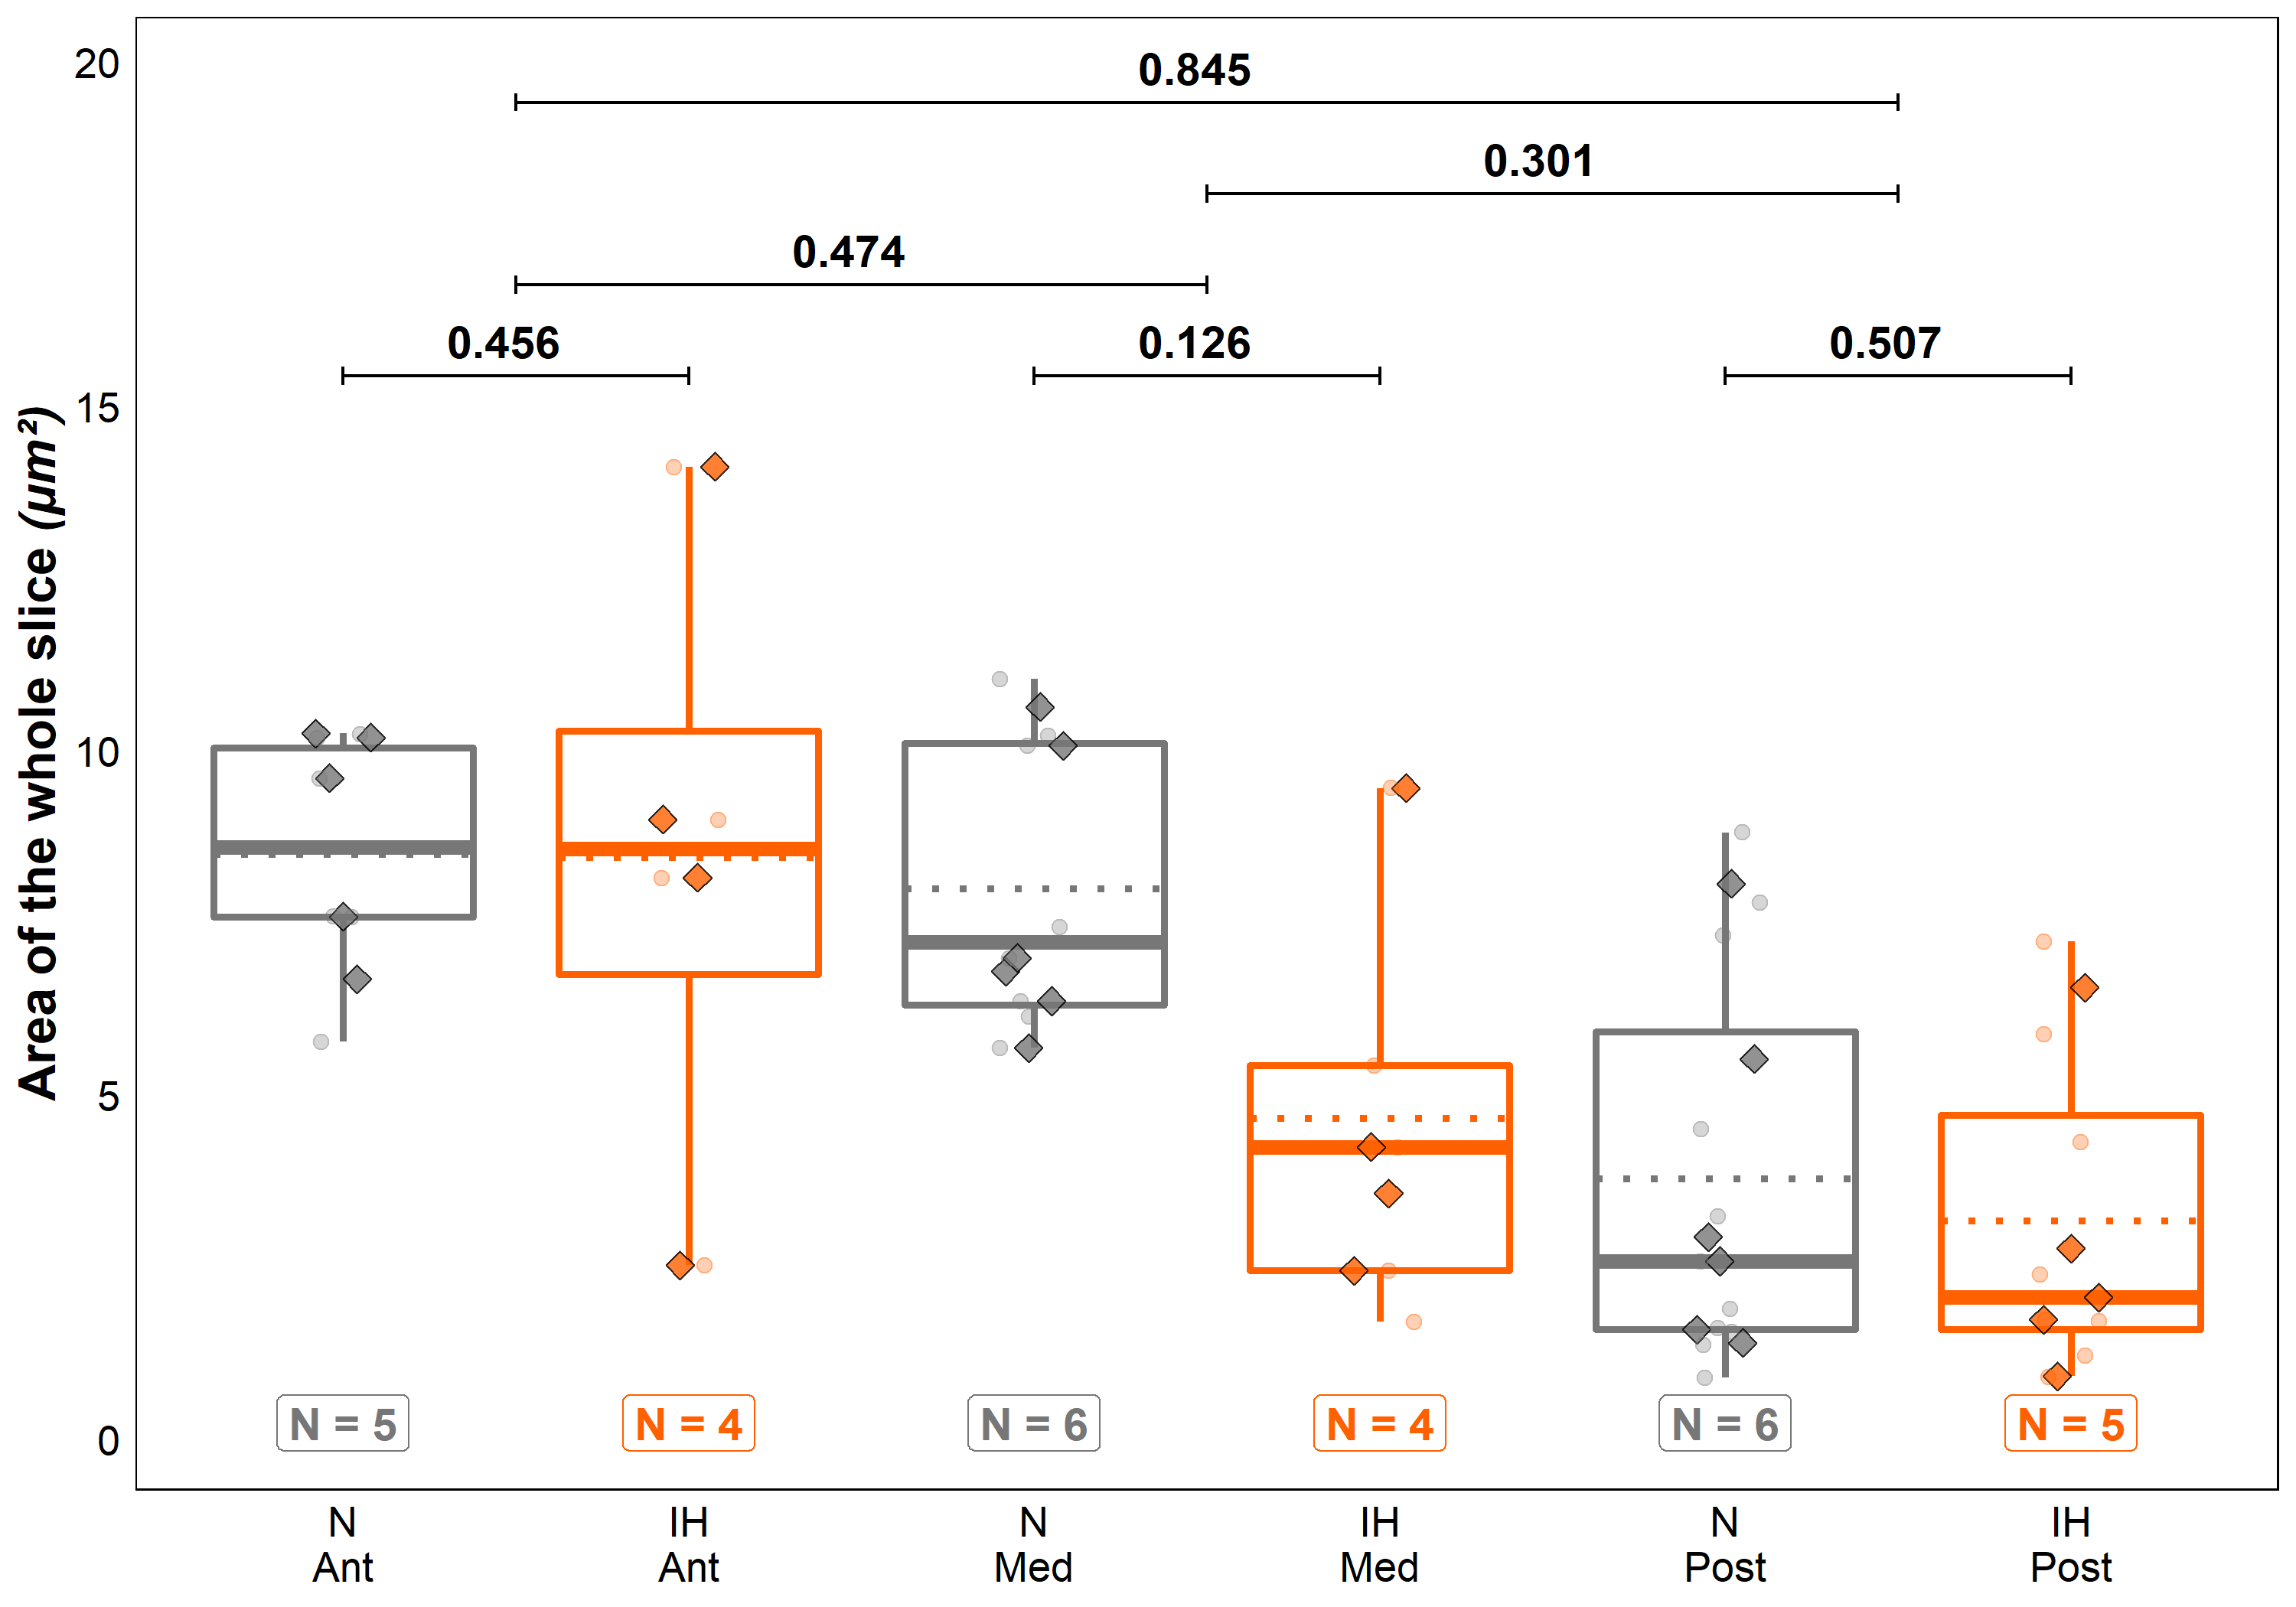 20
15
10
5
0
Area of the whole slice (µm²)
0.845
0.301
0.474
0.456
0.126
0.507
N = 5
N = 4
N = 6
N = 4
N = 6
N = 5
N
Ant
IH
Ant
N
Med
IH
Med
N
Post
IH
Post